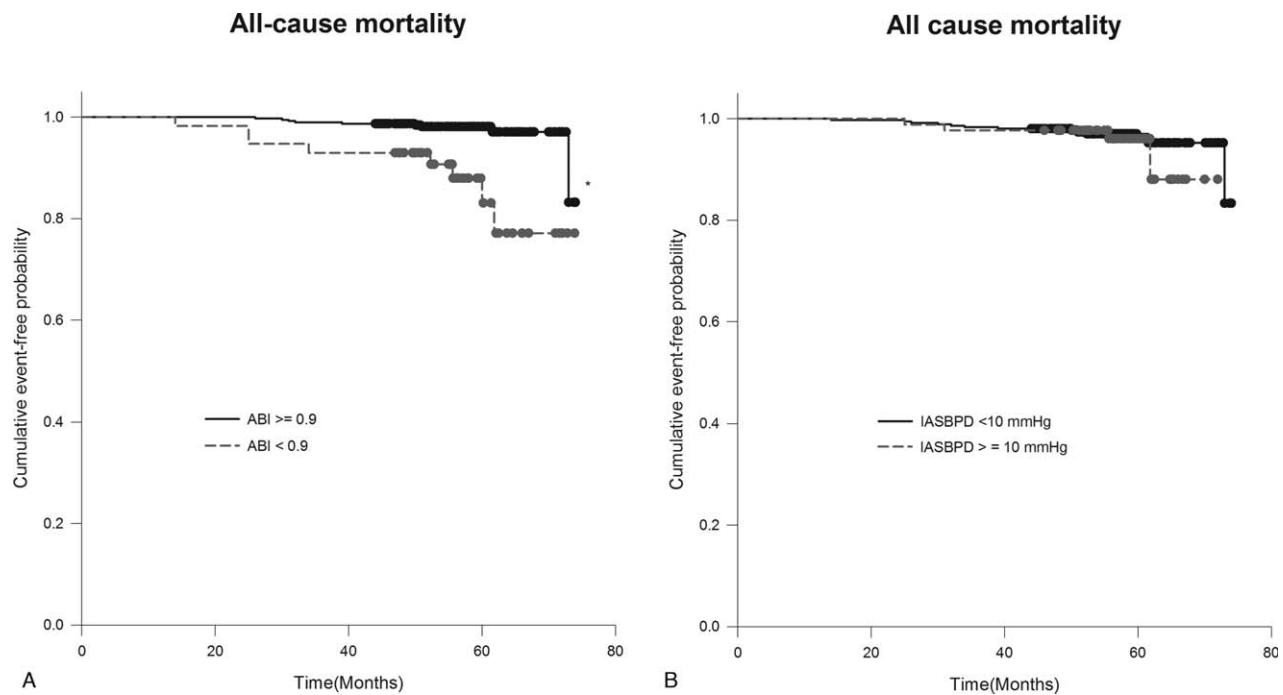 All-cause mortality
Cumulative event-free probability
1.0
0.8
0.6
0.4
0.2
0.0
*
ABI >= 0.9
ABI < 0.9
0
20
40
60
80
Time(Months)
A
All cause mortality
Cumulative event-free probability
1.0
0.8
0.6
0.4
0.2
0.0
IASBPD <10 mmHg
IASBPD > = 10 mmHg
0
20
40
60
80
Time(Months)
B